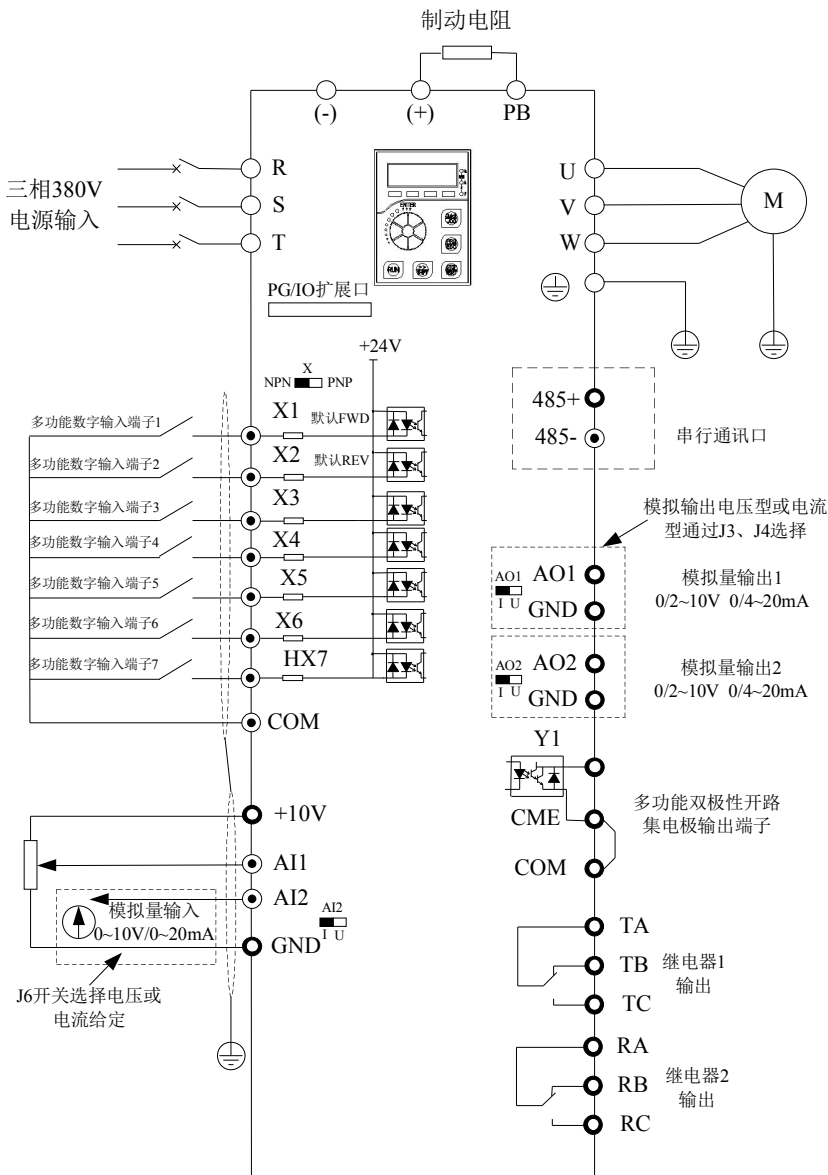 制动电阻
(-)
(+)
PB
R
S
T
三相380V
电源输入
ENTER
RUN
U
V
W
M
PG/IO扩展口
+24V
X
NPN
PNP
多功能数字输入端子1
X1
默认FWD
多功能数字输入端子2
X2
默认REV
多功能数字输入端子3
X3
多功能数字输入端子4
X4
多功能数字输入端子5
X5
多功能数字输入端子6
X6
多功能数字输入端子7
HX7
COM
+10V
AI1
AI2
模拟量输入
0~10V/0~20mA
GND
AI2
I U
J6开关选择电压或
电流给定
485+
485-
串行通讯口
模拟输出电压型或电流
型通过J3、J4选择
AO1
I U
AO1
GND
模拟量输出1
0/2~10V 0/4~20mA
AO2
I U
AO2
GND
模拟量输出2
0/2~10V 0/4~20mA
Y1
CME
COM
多功能双极性开路
集电极输出端子
TA
TB
TC
继电器1
输出
RA
RB
RC
继电器2
输出